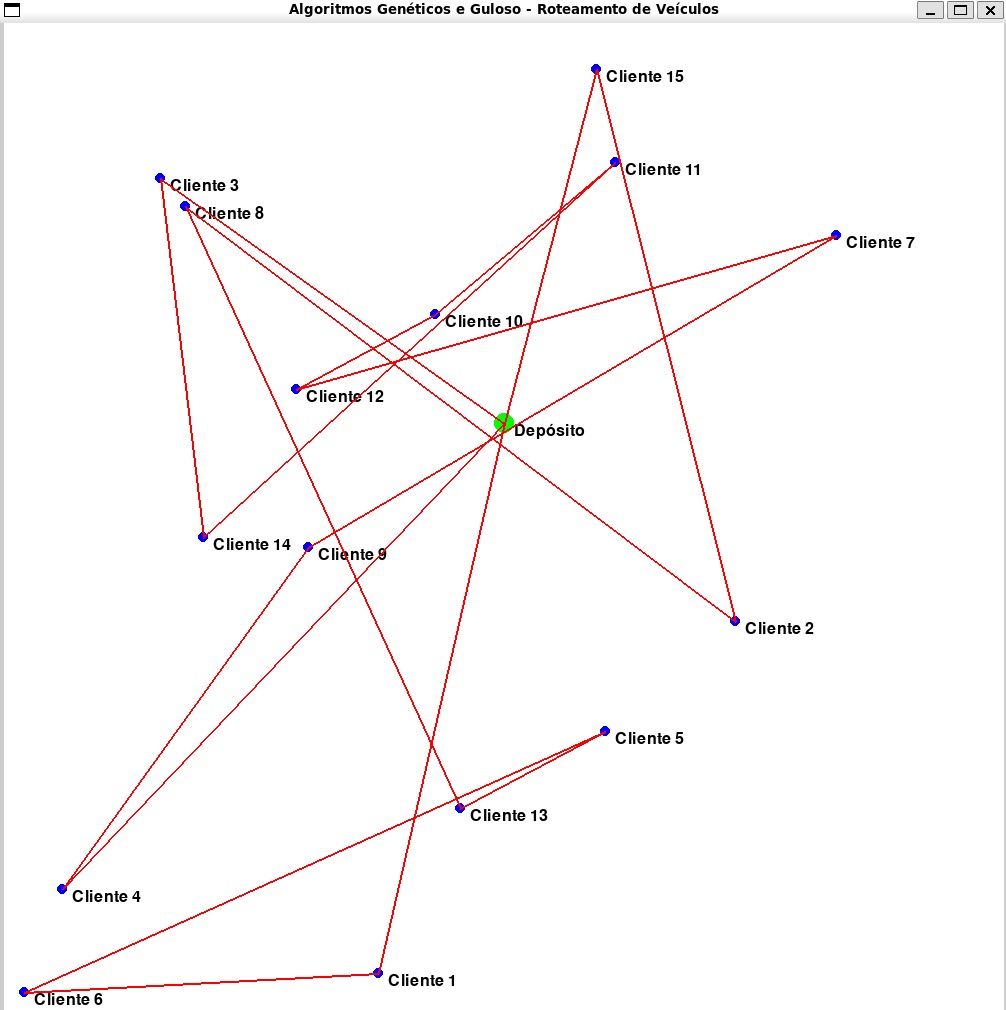 Algoritmos Genéticos e Guloso - Roteamento de Veículos
Cliente 15
Cliente 11
Cliente 3
Cliente 8
Cliente 7
Cliente 10
Cliente 12
Depósito
Cliente 14
Cliente 9
Cliente 2
Cliente 5
Cliente 13
Cliente 4
Cliente 1
Cliente 6